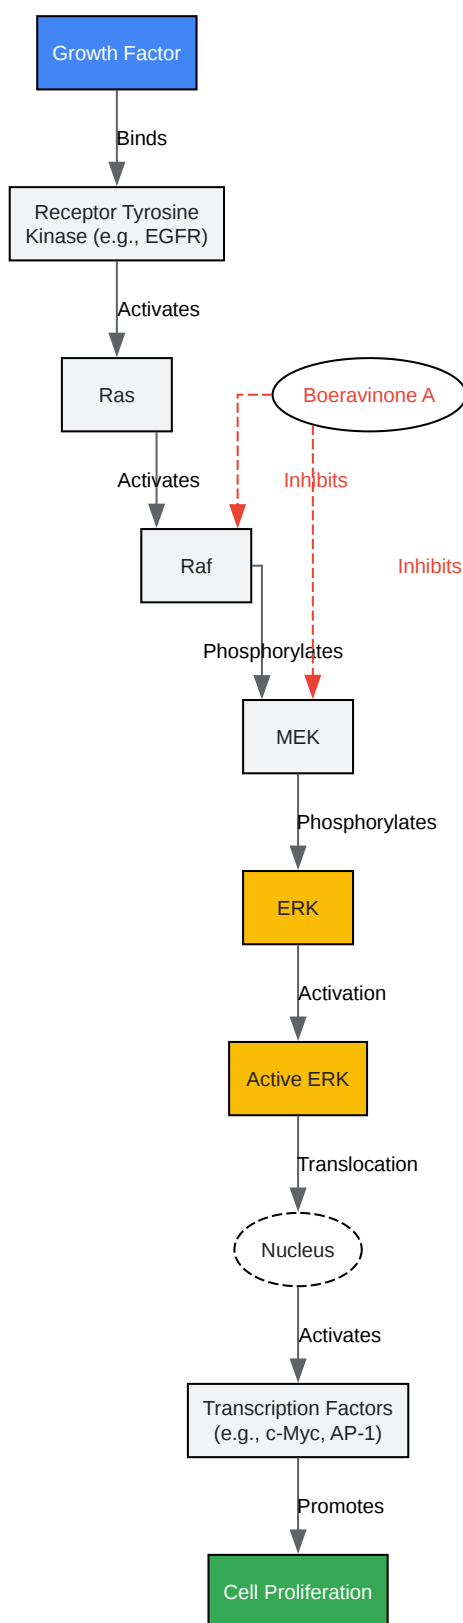 Growth Factor
Binds
Receptor Tyrosine
Kinase (e.g., EGFR)
Activates
Ras
Boeravinone A
Activates
Inhibits
Raf
Inhibits
Phosphorylates
MEK
Phosphorylates
ERK
Activation
Active ERK
Translocation
Nucleus
Activates
Transcription Factors
(e.g., c-Myc, AP-1)
Promotes
Cell Proliferation